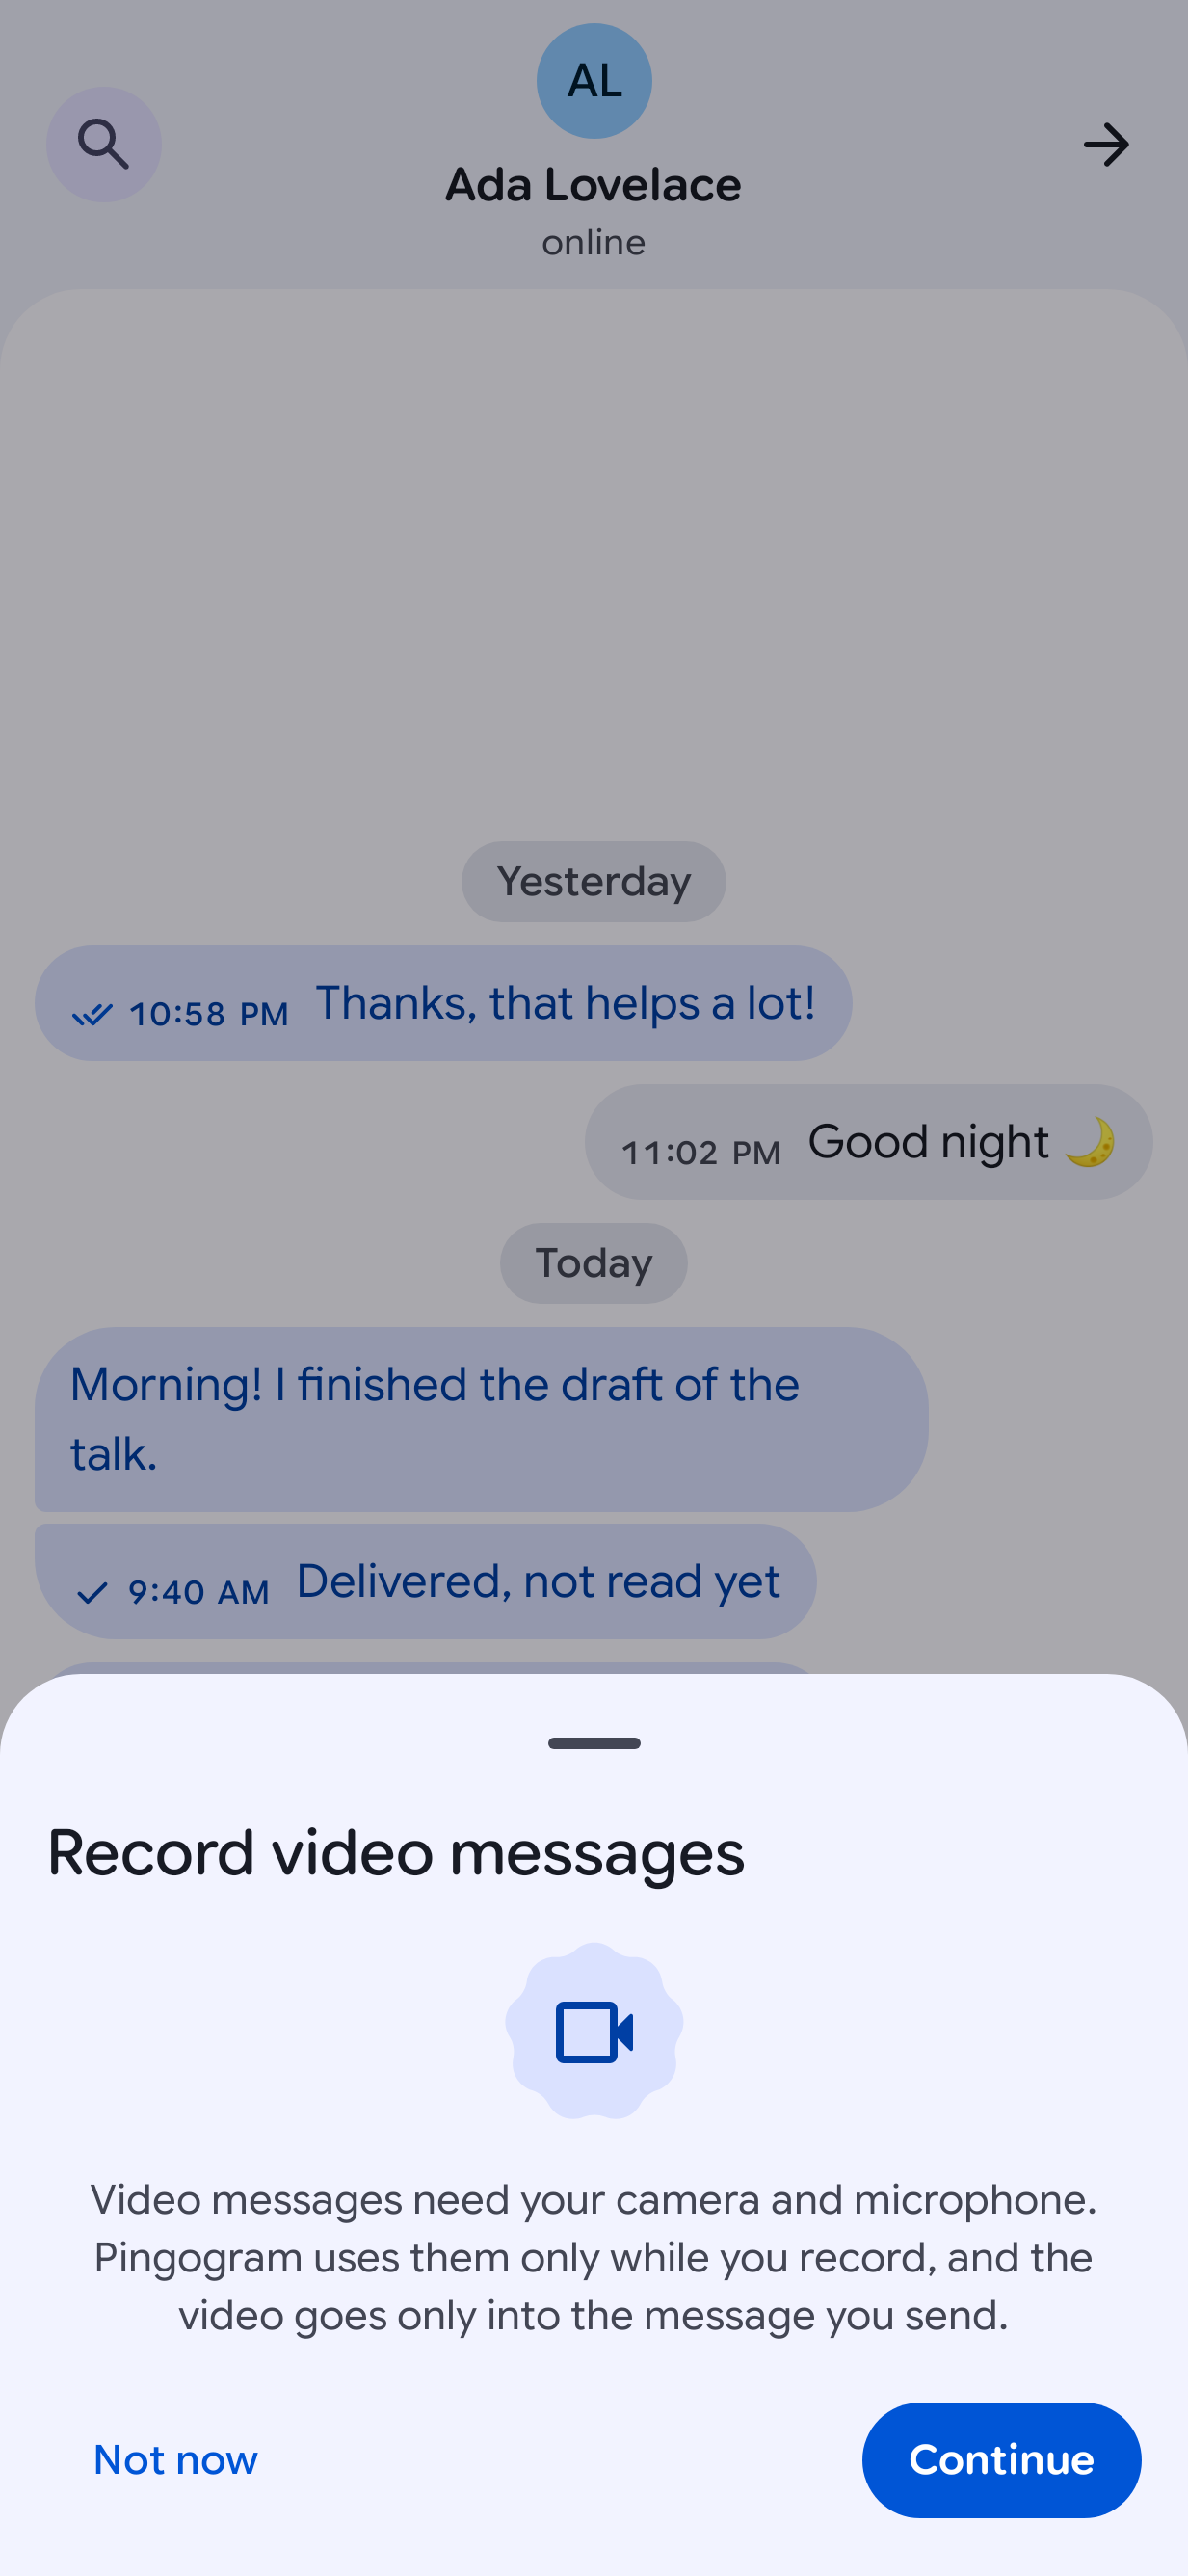 AL
Ada Lovelace
online
Yesterday
10:58 PM Thanks, that helps a lot!
11:02 PM Good night 🌙
Today
Morning! I finished the draft of the
talk.
9:40 AM Delivered, not read yet
Record video messages
Video messages need your camera and microphone.
Pingogram uses them only while you record, and the
video goes only into the message you send.
Not now
Continue